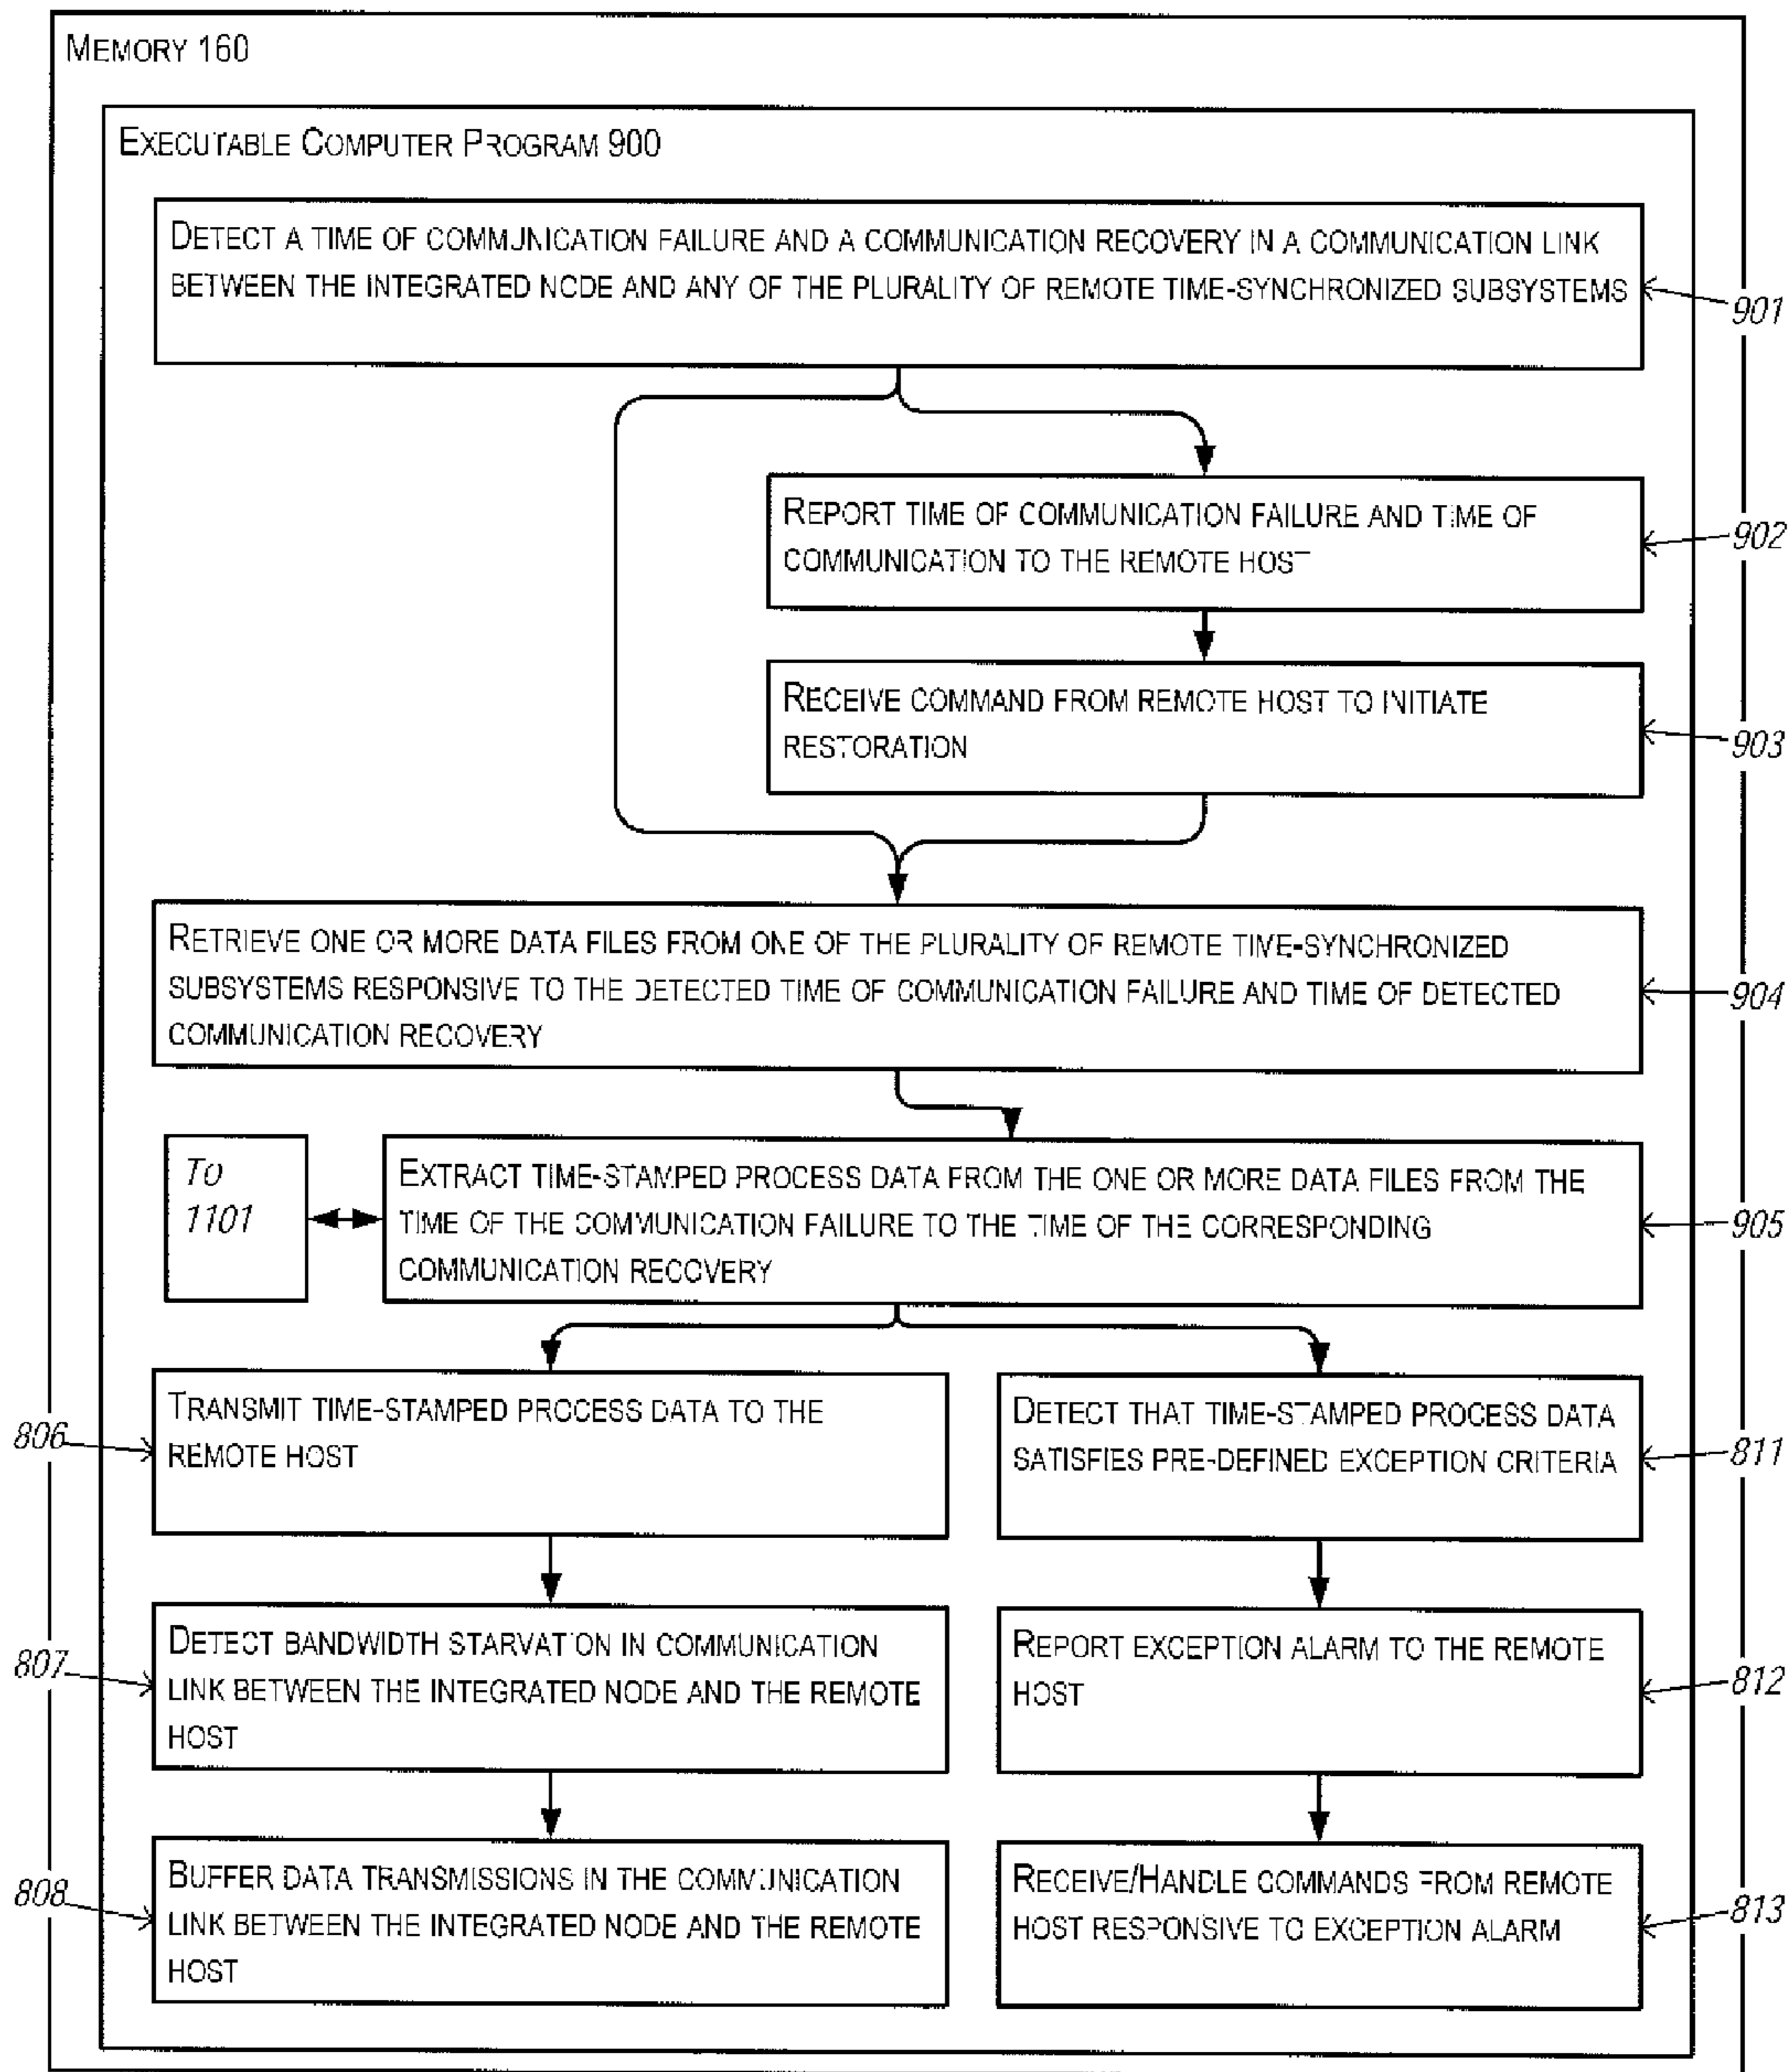 MEMORY 160
EXECUTABLE COMPUTER PROGRAM 900
DETECT A TIME OF COMMUNICATION FAILURE AND A COMMUNICATION RECOVERY IN A COMMUNICATION LINK
BETWEEN THE INTEGRATED NODE AND ANY OF THE PLURALITY OF REMOTE TIME-SYNCHRONIZED SUBSYSTEMS
901
REPORT TIME OF COMMUNICATION FAILURE AND TIME OF
COMMUNICATION TO THE REMOTE HOST
902
RECEIVE COMMAND FROM REMOTE HOST TO INITIATE
RESTORATION
903
RETRIEVE ONE OR MORE DATA FILES FROM ONE OF THE PLURALITY OF REMOTE TIME-SYNCHRONIZED
SUBSYSTEMS RESPONSIVE TO THE DETECTED TIME OF COMMUNICATION FAILURE AND TIME OF DETECTED
COMMUNICATION RECOVERY
904
To
1101
EXTRACT TIME-STAMPED PROCESS DATA FROM THE ONE OR MORE DATA FILES FROM THE
TIME OF THE COMMUNICATION FAILURE TO THE TIME OF THE CORRESPONDING
COMMUNICATION RECOVERY
905
806
TRANSMIT TIME-STAMPED PROCESS DATA TO THE
REMOTE HOST
DETECT THAT TIME-STAMPED PROCESS DATA
SATISFIES PRE-DEFINED EXCEPTION CRITERIA
811
807
DETECT BANDWIDTH STARVATION IN COMMUNICATION
LINK BETWEEN THE INTEGRATED NODE AND THE REMOTE
HOST
REPORT EXCEPTION ALARM TO THE REMOTE
HOST
812
808
BUFFER DATA TRANSMISSIONS IN THE COMMUNICATION
LINK BETWEEN THE INTEGRATED NODE AND THE REMOTE
HOST
RECEIVE/HANDLE COMMANDS FROM REMOTE
HOST RESPONSIVE TO EXCEPTION ALARM
813